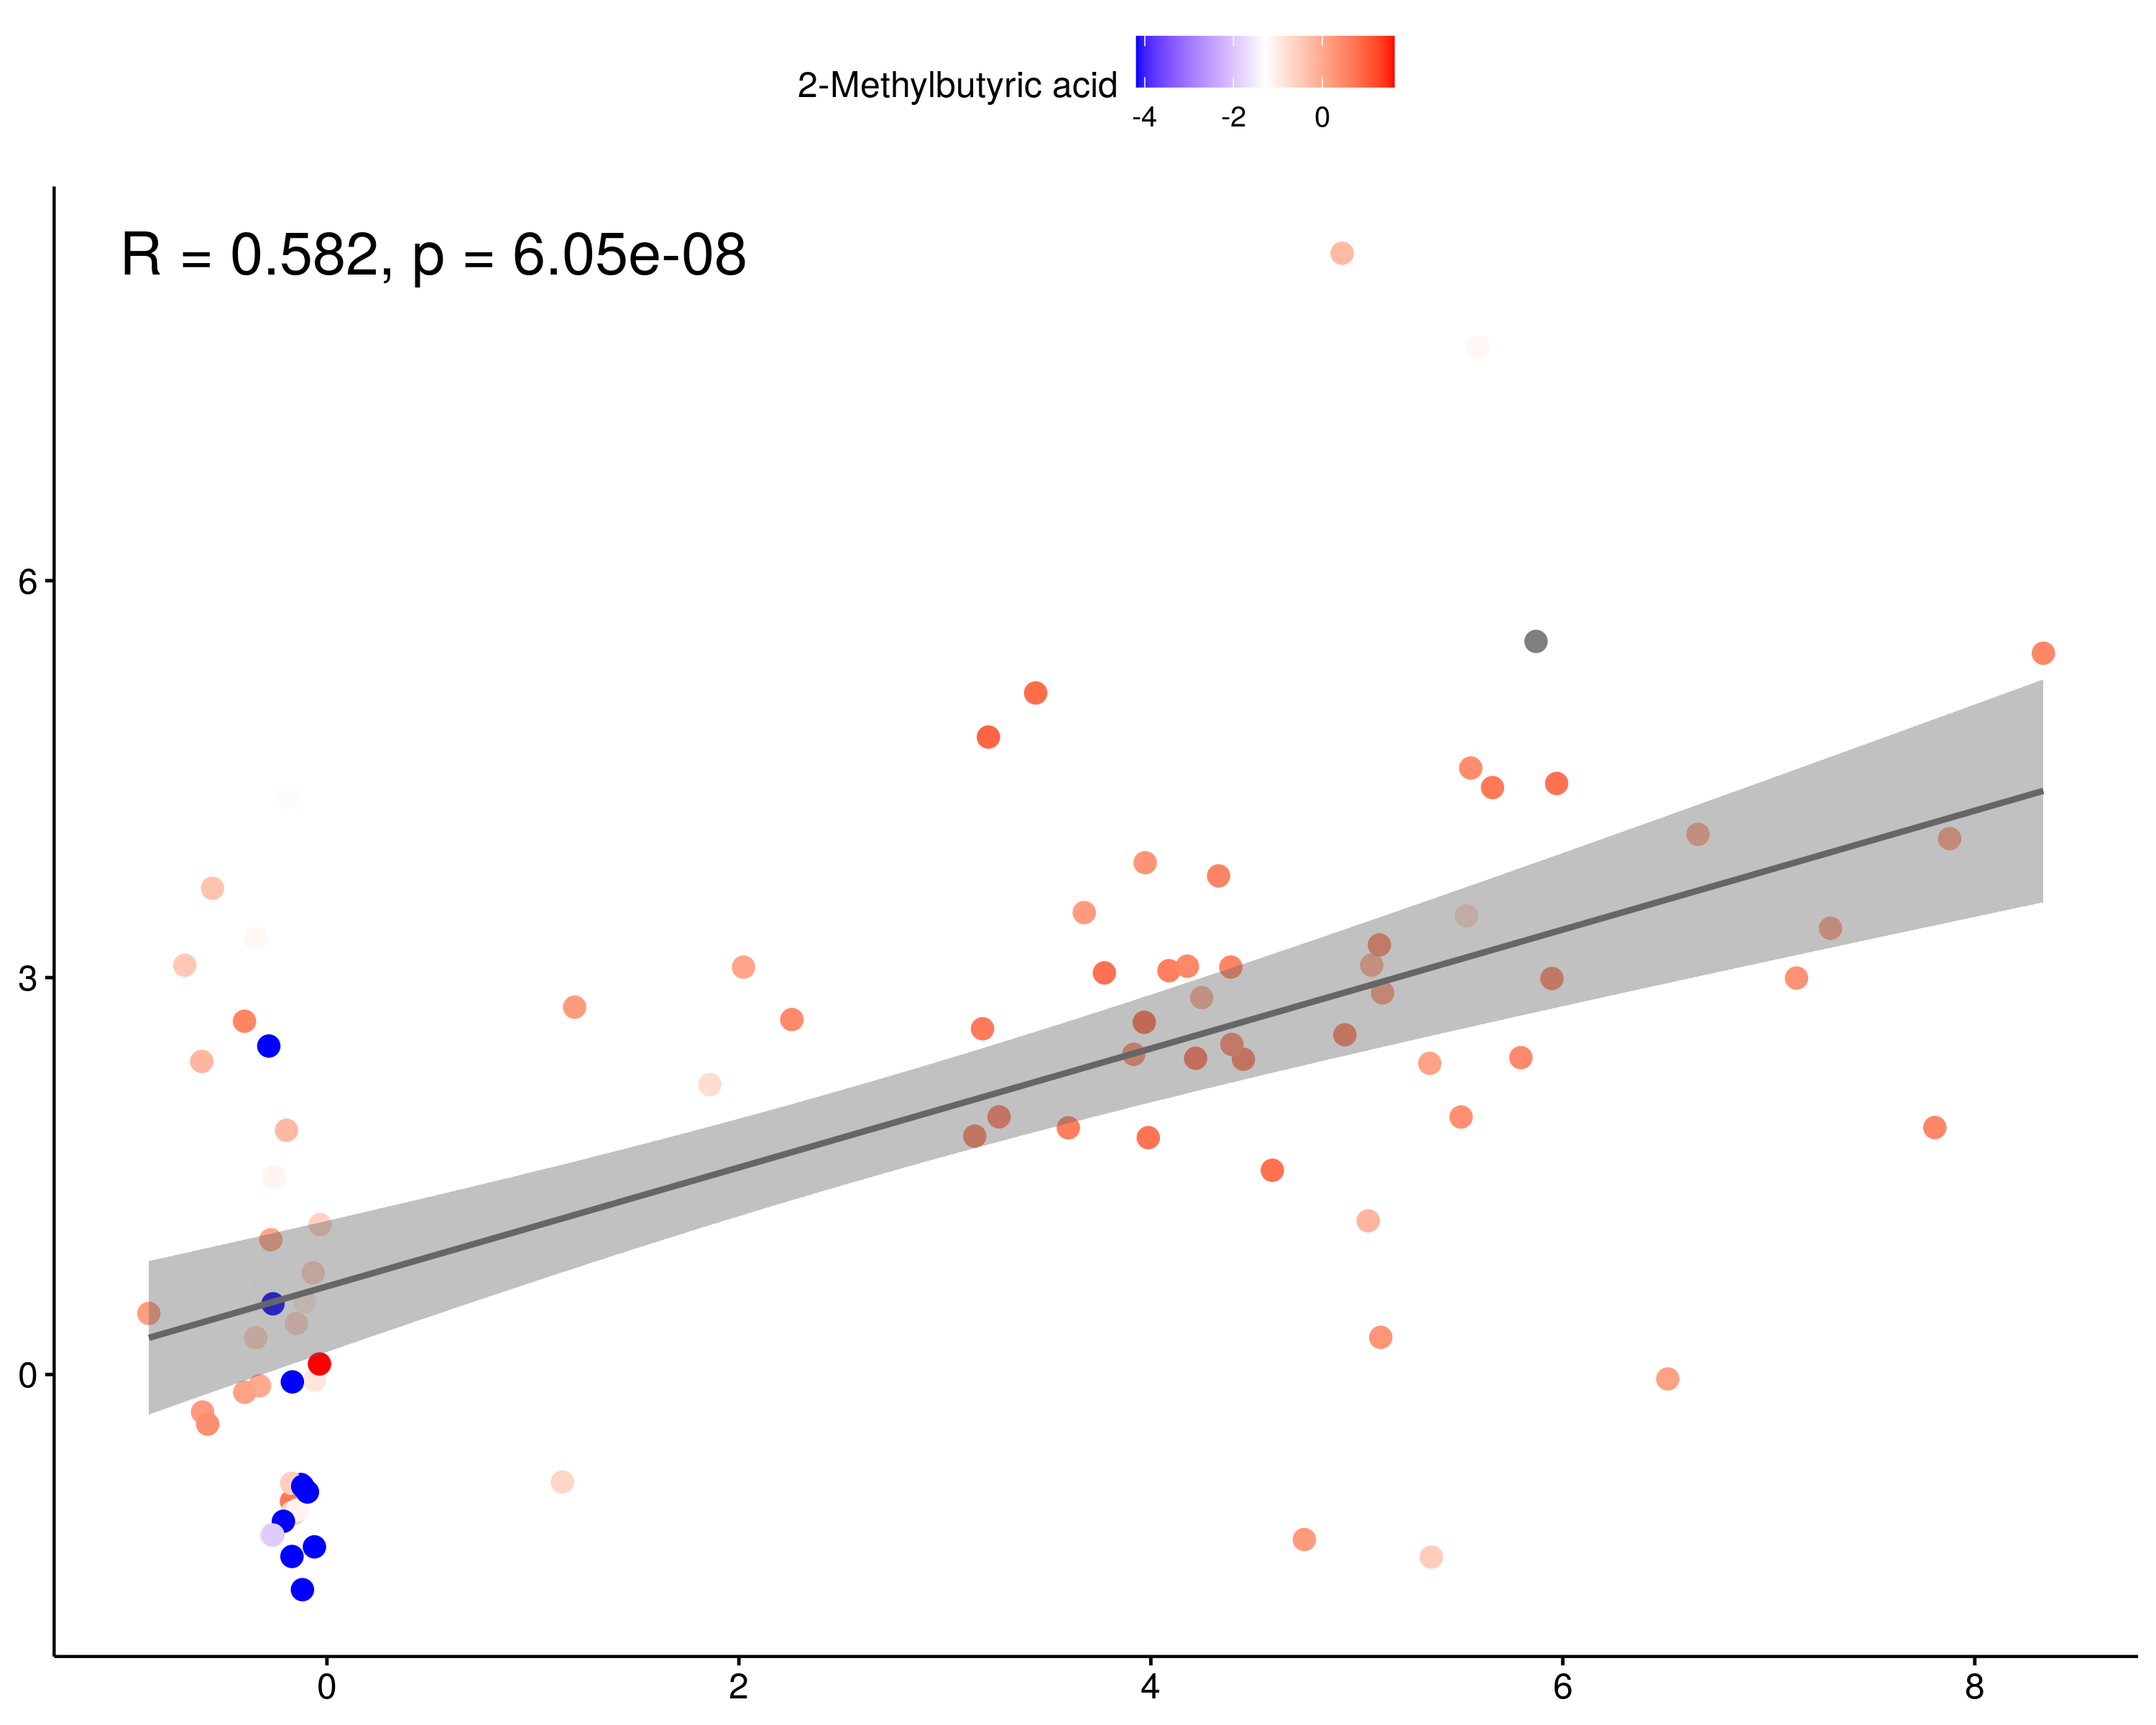 2-Methylbutyric acid
-4 -2 0
R = 0.582, p = 6.05e-08
6
3
0
0 2 4 6 8